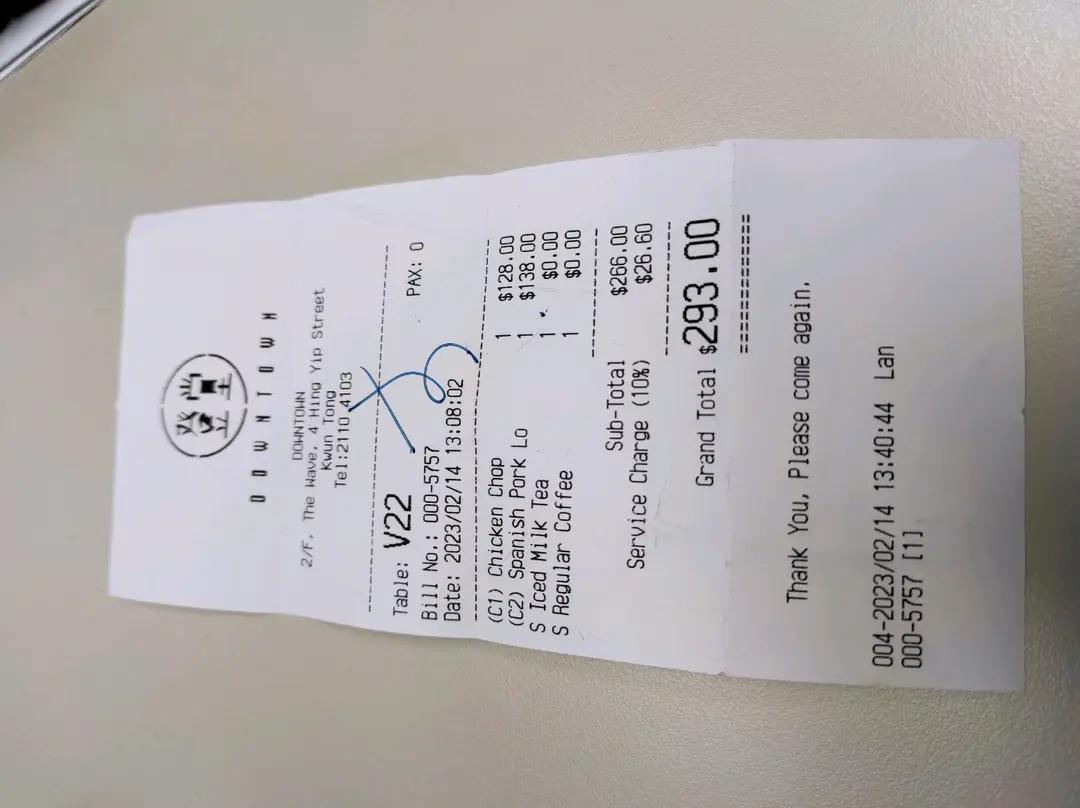 登堂
DOWNTOWN
DOWNTOWN
2/F, The Wave, 4 Hing Yip Street
Kwun Tong
Tel:2110 4103
Table: V22 PAX: 0
Bill No.: 000-5757
Date: 2023/02/14 13:08:02
(C1) Chicken Chop 1 $128.00
(C2) Spanish Pork Lo 1 $138.00
S Iced Milk Tea 1 $0.00
S Regular Coffee 1 $0.00
Sub-Total $266.00
Service Charge (10%) $26.60
Grand Total $293.00
Thank You, Please come again.
004-2023/02/14 13:40:44 Lan
000-5757 [1]